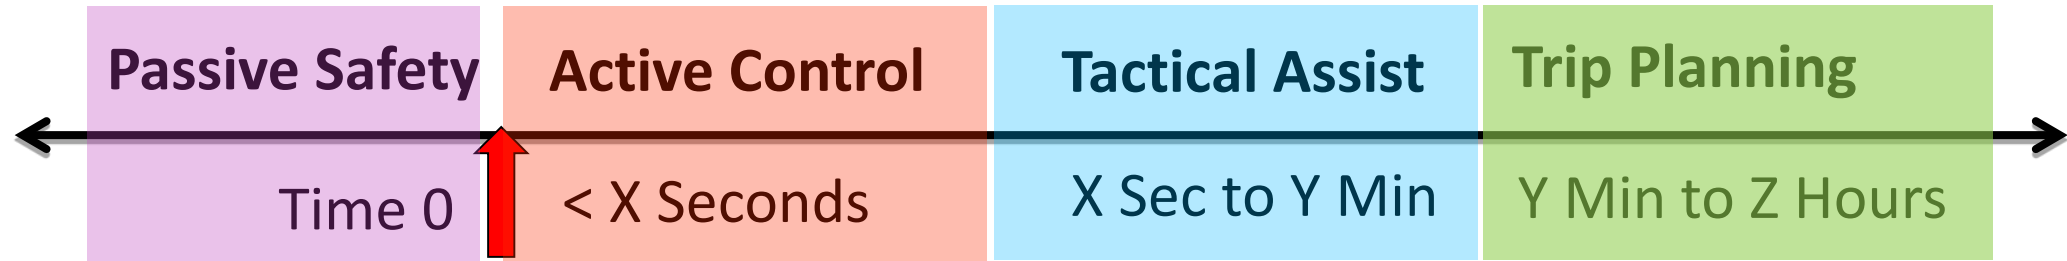 Passive Safety
Active Control
Tactical Assist
Trip Planning
Time 0
< X Seconds
X Sec to Y Min
Y Min to Z Hours